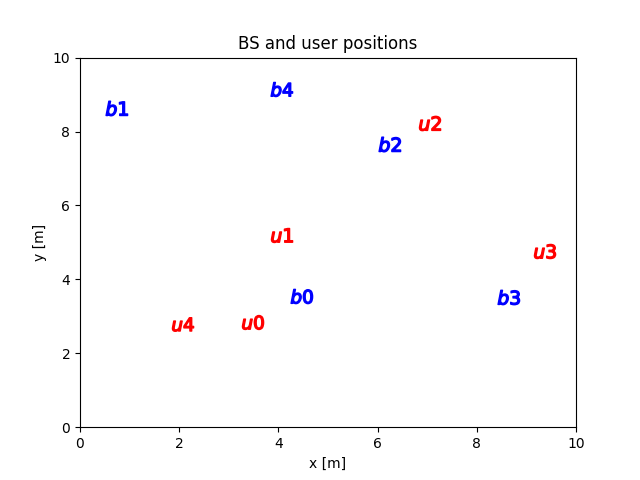 BS and user positions
10
8
6
4
2
0
y [m]
b1
b4
u2
b2
u1
u3
b0
b3
u4
u0
0 2 4 6 8 10
x [m]